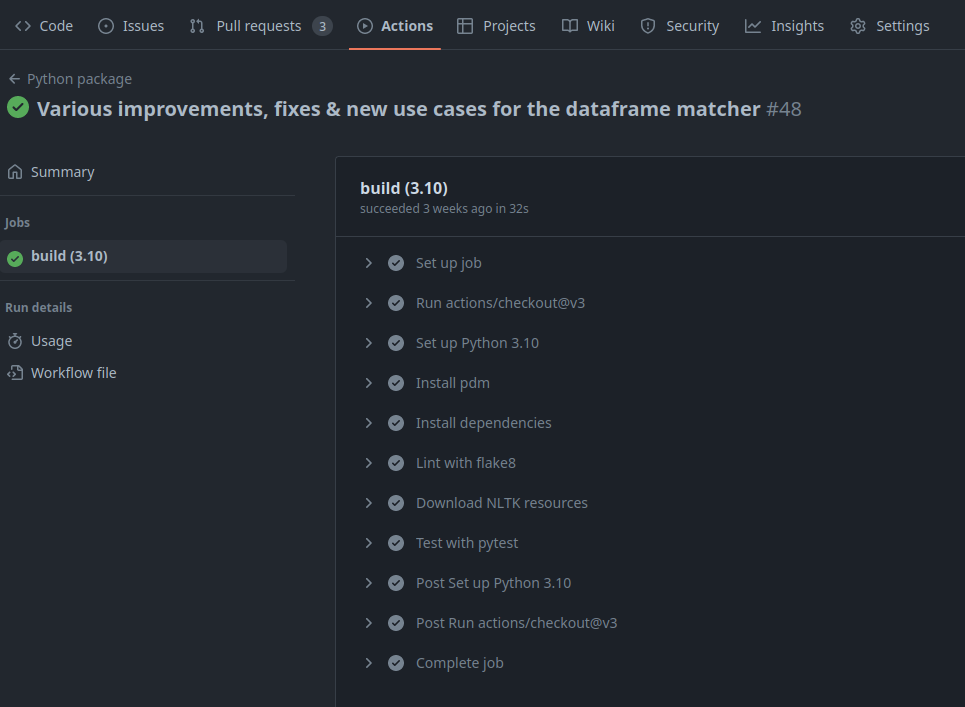 Code Issues Pull requests 3 Actions Projects Wiki Security Insights Settings
Python package
Various improvements, fixes & new use cases for the dataframe matcher #48
Summary
Jobs
build (3.10)
Run details
Usage
Workflow file
build (3.10)
succeeded 3 weeks ago in 32s
Set up job
Run actions/checkout@v3
Set up Python 3.10
Install pdm
Install dependencies
Lint with flake8
Download NLTK resources
Test with pytest
Post Set up Python 3.10
Post Run actions/checkout@v3
Complete job